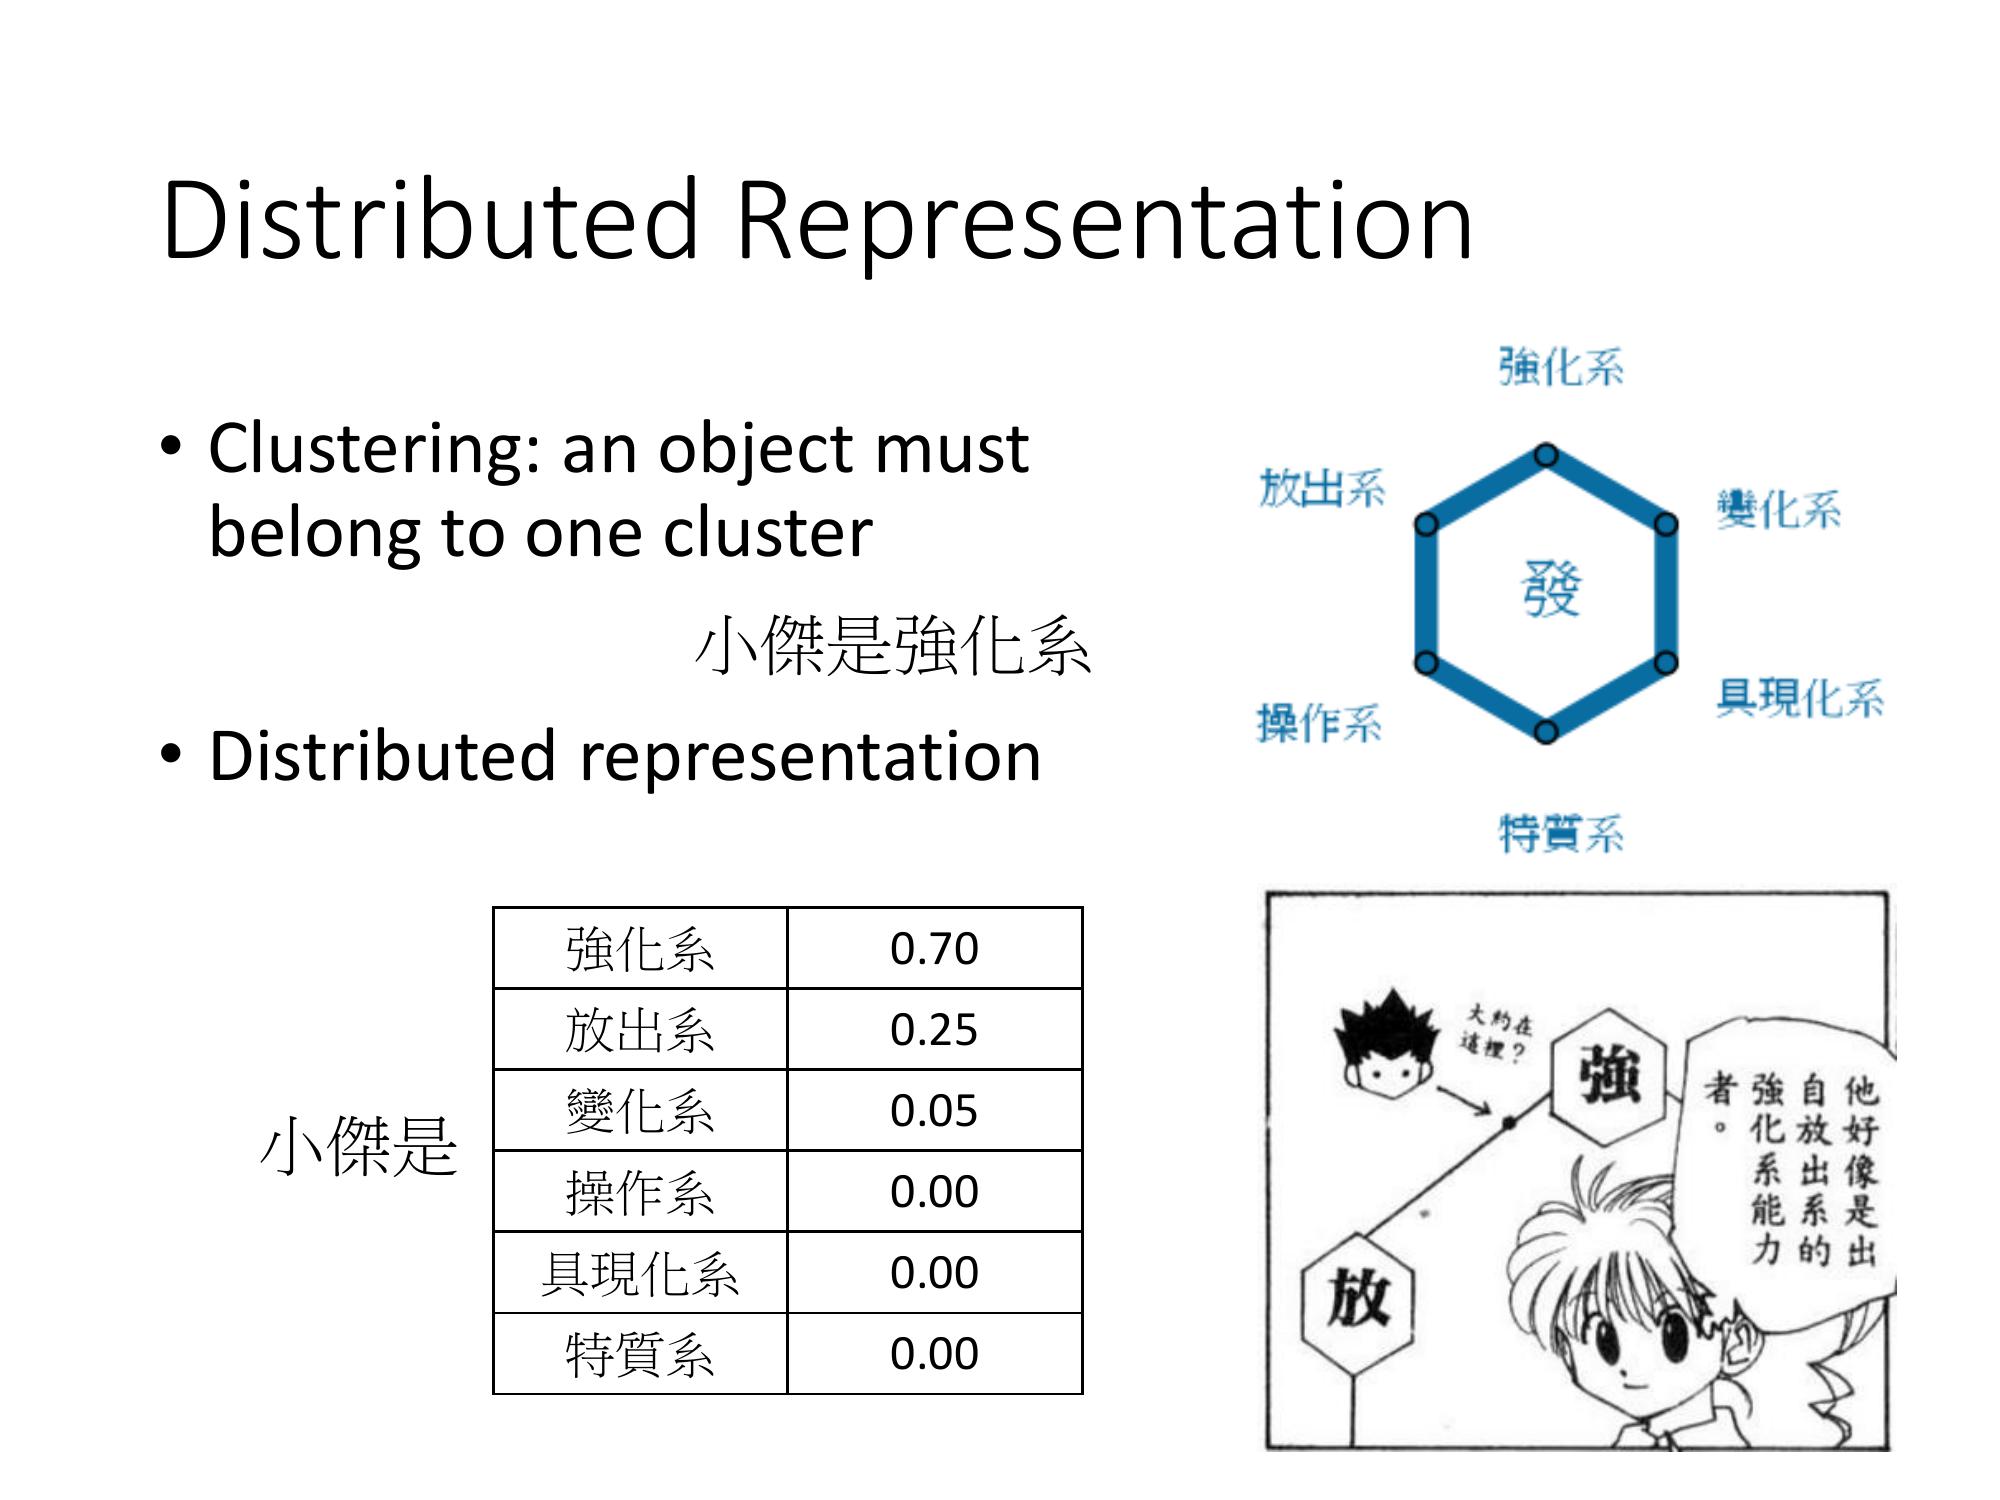 Distributed Representation
• Clustering: an object must
belong to one cluster
小傑是強化系
• Distributed representation
小傑是
強化系 0.70
放出系 0.25
變化系 0.05
操作系 0.00
具現化系 0.00
特質系 0.00
強化系
放出系
變化系
發
操作系
具現化系
特質系
大約在
這裡?
強
放
他好像是出
自放出系的
強化系能力
者。